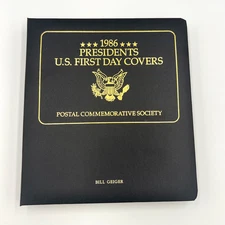 ★★★ 1986 ★★★
PRESIDENTS
U.S. FIRST DAY COVERS
POSTAL COMMEMORATIVE SOCIETY
BILL GEIGER